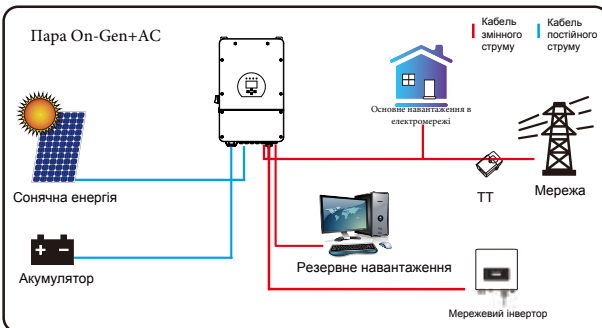 Пара On-Gen+AC
Кабель
змінного
струму
Кабель
постійного
струму
Основне навантаження в
електромережі
Сонячна енергія
ТТ
Мережа
Акумулятор
Резервне навантаження
Мережевий інвертор